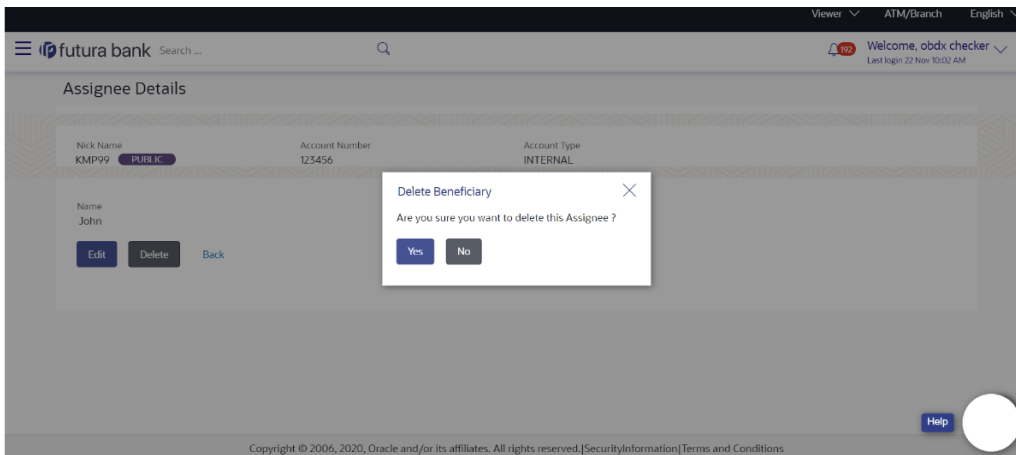 Viewer ATM/Branch English
futura bank Search ... 192 Welcome, obdx checker
Last login 22 Nov 10:02 AM
Assignee Details
Nick Name Account Number Account Type
KMP99 PUBLIC 123456 INTERNAL
Delete Beneficiary
Are you sure you want to delete this Assignee ?
Yes No
Name
John
Edit Delete Back
Help
Copyright © 2006, 2020, Oracle and/or its affiliates. All rights reserved.|SecurityInformation|Terms and Conditions